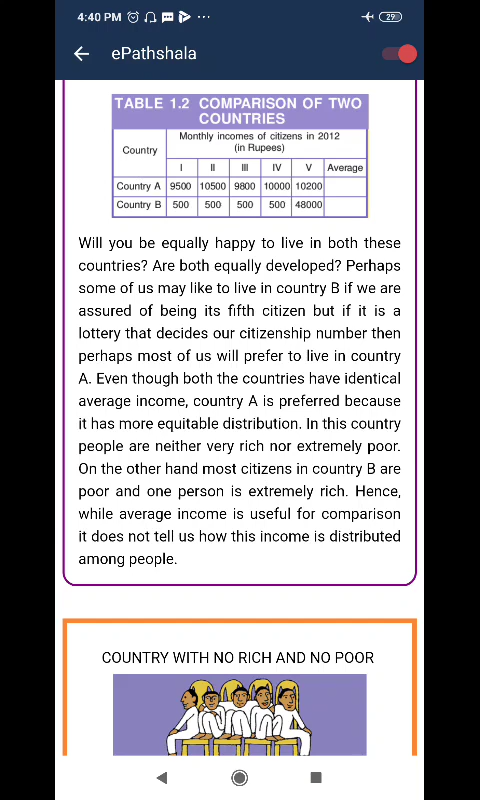 4:40 PM
29
ePathshala
TABLE 1.2 COMPARISON OF TWO
COUNTRIES
Country
Monthly incomes of citizens in 2012
(in Rupees)
I II III IV V Average
Country A 9500 10500 9800 10000 10200
Country B 500 500 500 500 48000
Will you be equally happy to live in both these
countries? Are both equally developed? Perhaps
some of us may like to live in country B if we are
assured of being its fifth citizen but if it is a
lottery that decides our citizenship number then
perhaps most of us will prefer to live in country
A. Even though both the countries have identical
average income, country A is preferred because
it has more equitable distribution. In this country
people are neither very rich nor extremely poor.
On the other hand most citizens in country B are
poor and one person is extremely rich. Hence,
while average income is useful for comparison
it does not tell us how this income is distributed
among people.
COUNTRY WITH NO RICH AND NO POOR